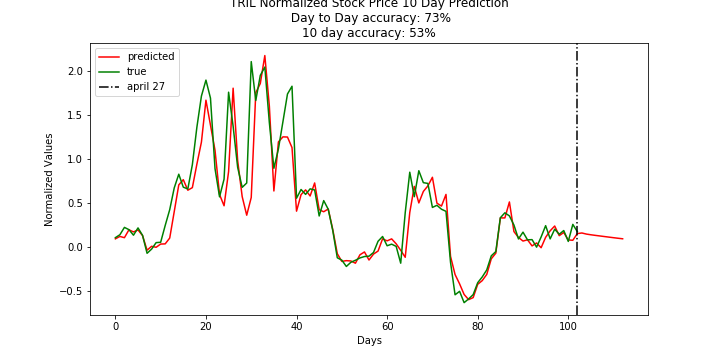 TRIL Normalized Stock Price 10 Day Prediction
Day to Day accuracy: 73%
10 day accuracy: 53%
predicted
true
april 27
Normalized Values
2.0
1.5
1.0
0.5
0.0
−0.5
0
20
40
60
80
100
Days